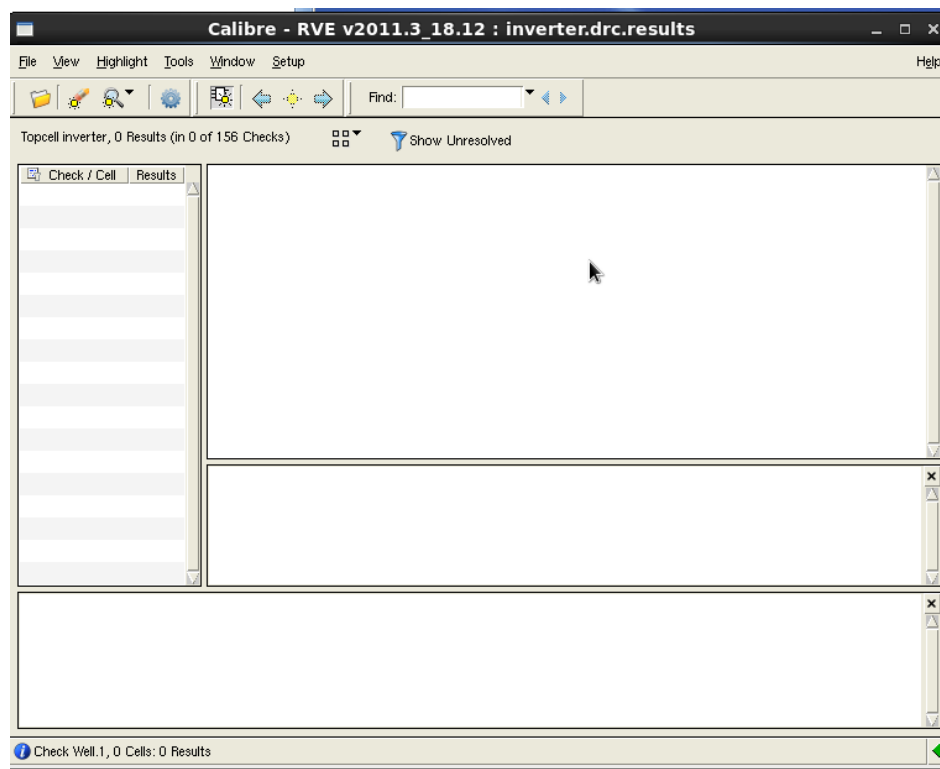 Calibre - RVE v2011.3_18.12 : inverter.drc.results
File View Highlight Tools Window Setup Help
Find:
Topcell inverter, 0 Results (in 0 of 156 Checks) Show Unresolved
Check / Cell Results
Check Well.1, 0 Cells: 0 Results